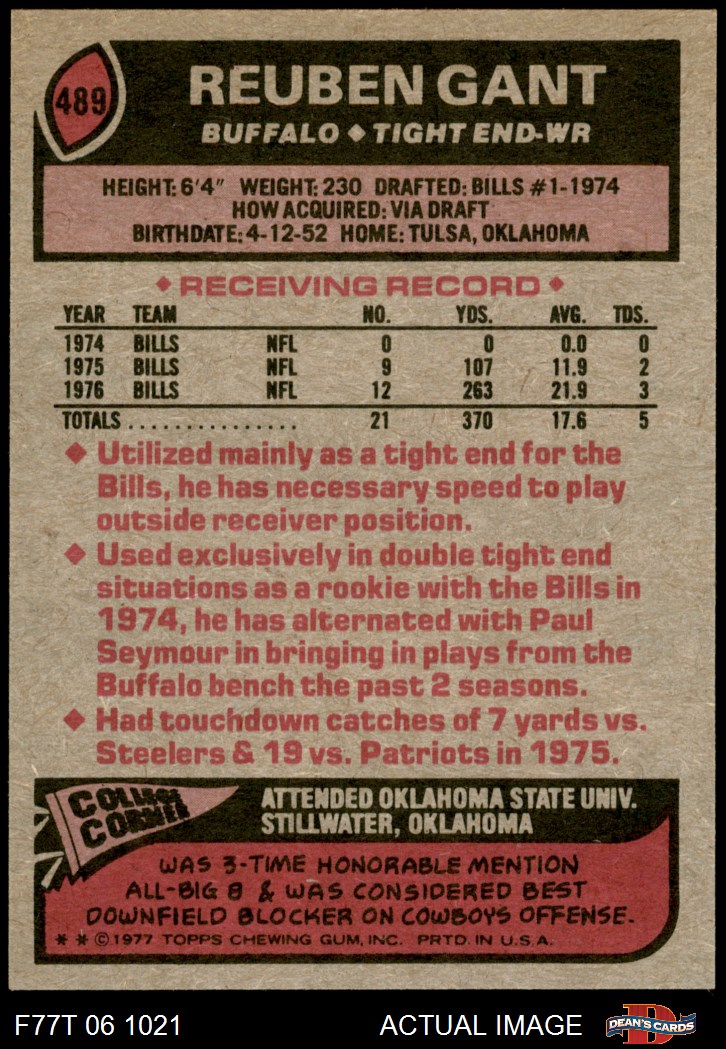 489
REUBEN GANT
BUFFALO ◆ TIGHT END-WR
HEIGHT: 6'4" WEIGHT: 230 DRAFTED: BILLS #1-1974
HOW ACQUIRED: VIA DRAFT
BIRTHDATE: 4-12-52 HOME: TULSA, OKLAHOMA
◆ RECEIVING RECORD ◆
YEAR TEAM NO. YDS. AVG. TDS.
1974 BILLS NFL 0 0 0.0 0
1975 BILLS NFL 9 107 11.9 2
1976 BILLS NFL 12 263 21.9 3
TOTALS ............... 21 370 17.6 5
◆ Utilized mainly as a tight end for the
Bills, he has necessary speed to play
outside receiver position.
◆ Used exclusively in double tight end
situations as a rookie with the Bills in
1974, he has alternated with Paul
Seymour in bringing in plays from the
Buffalo bench the past 2 seasons.
◆ Had touchdown catches of 7 yards vs.
Steelers & 19 vs. Patriots in 1975.
COLLEGE
CORNER
ATTENDED OKLAHOMA STATE UNIV.
STILLWATER, OKLAHOMA
WAS 3-TIME HONORABLE MENTION
ALL-BIG 8 & WAS CONSIDERED BEST
DOWNFIELD BLOCKER ON COWBOYS OFFENSE.
* * © 1977 TOPPS CHEWING GUM, INC. PRTD. IN U.S.A.
F77T 06 1021 ACTUAL IMAGE
D
DEAN'S CARDS